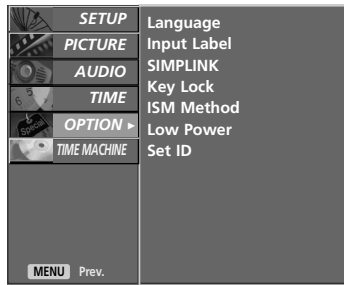 SETUP
PICTURE
AUDIO
TIME
OPTION ►
TIME MACHINE
Language
Input Label
SIMPLINK
Key Lock
ISM Method
Low Power
Set ID
MENU Prev.